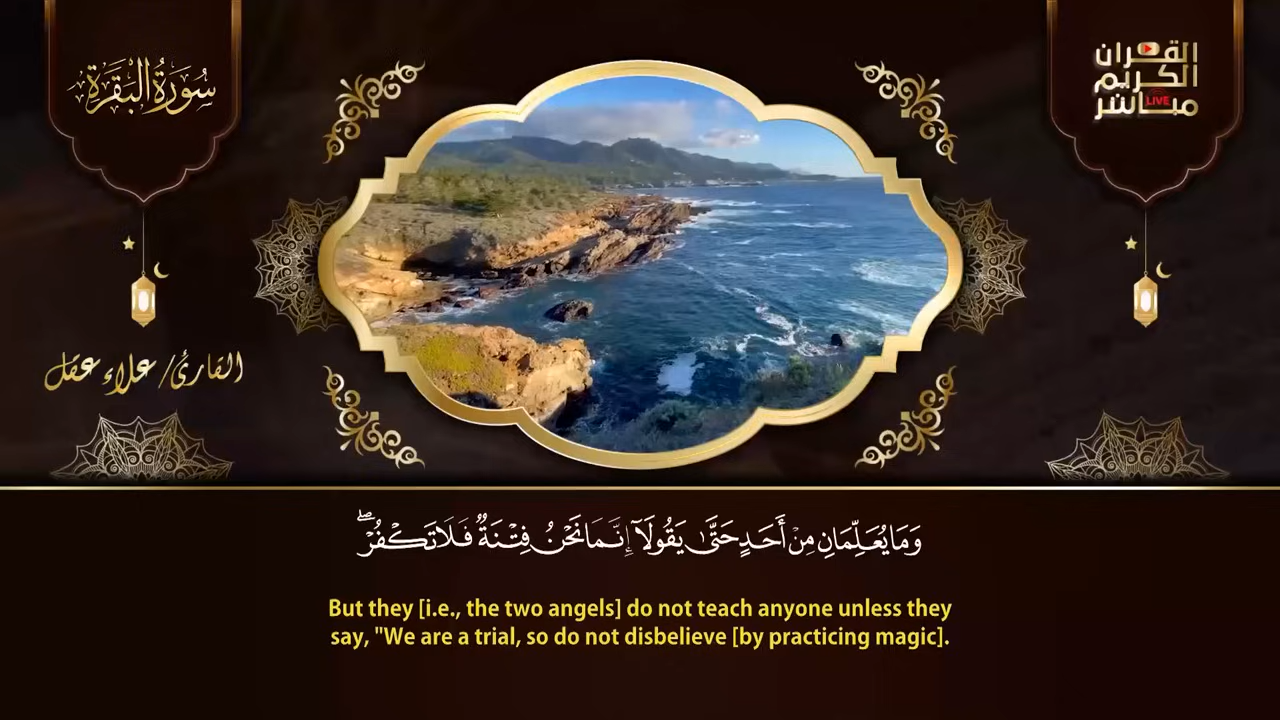 سُورَةُ البَقَرَةِ
القرآن
الكريم
مباشر
LIVE
القارئ/ علاء عقل
وَمَا يُعَلِّمَانِ مِنْ أَحَدٍ حَتَّىٰ يَقُولَآ إِنَّمَا نَحْنُ فِتْنَةٌ فَلَا تَكْفُرْ ۖ
But they [i.e., the two angels] do not teach anyone unless they
say, "We are a trial, so do not disbelieve [by practicing magic].